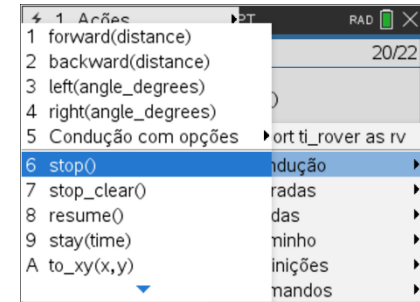 1 Ações PT RAD
1 forward(distance)
2 backward(distance) 20/22
3 left(angle_degrees)
4 right(angle_degrees) )
5 Condução com opções ort ti_rover as rv
6 stop() ndução
7 stop_clear() radas
8 resume() das
9 stay(time) minho
A to_xy(x,y) inições
mandos